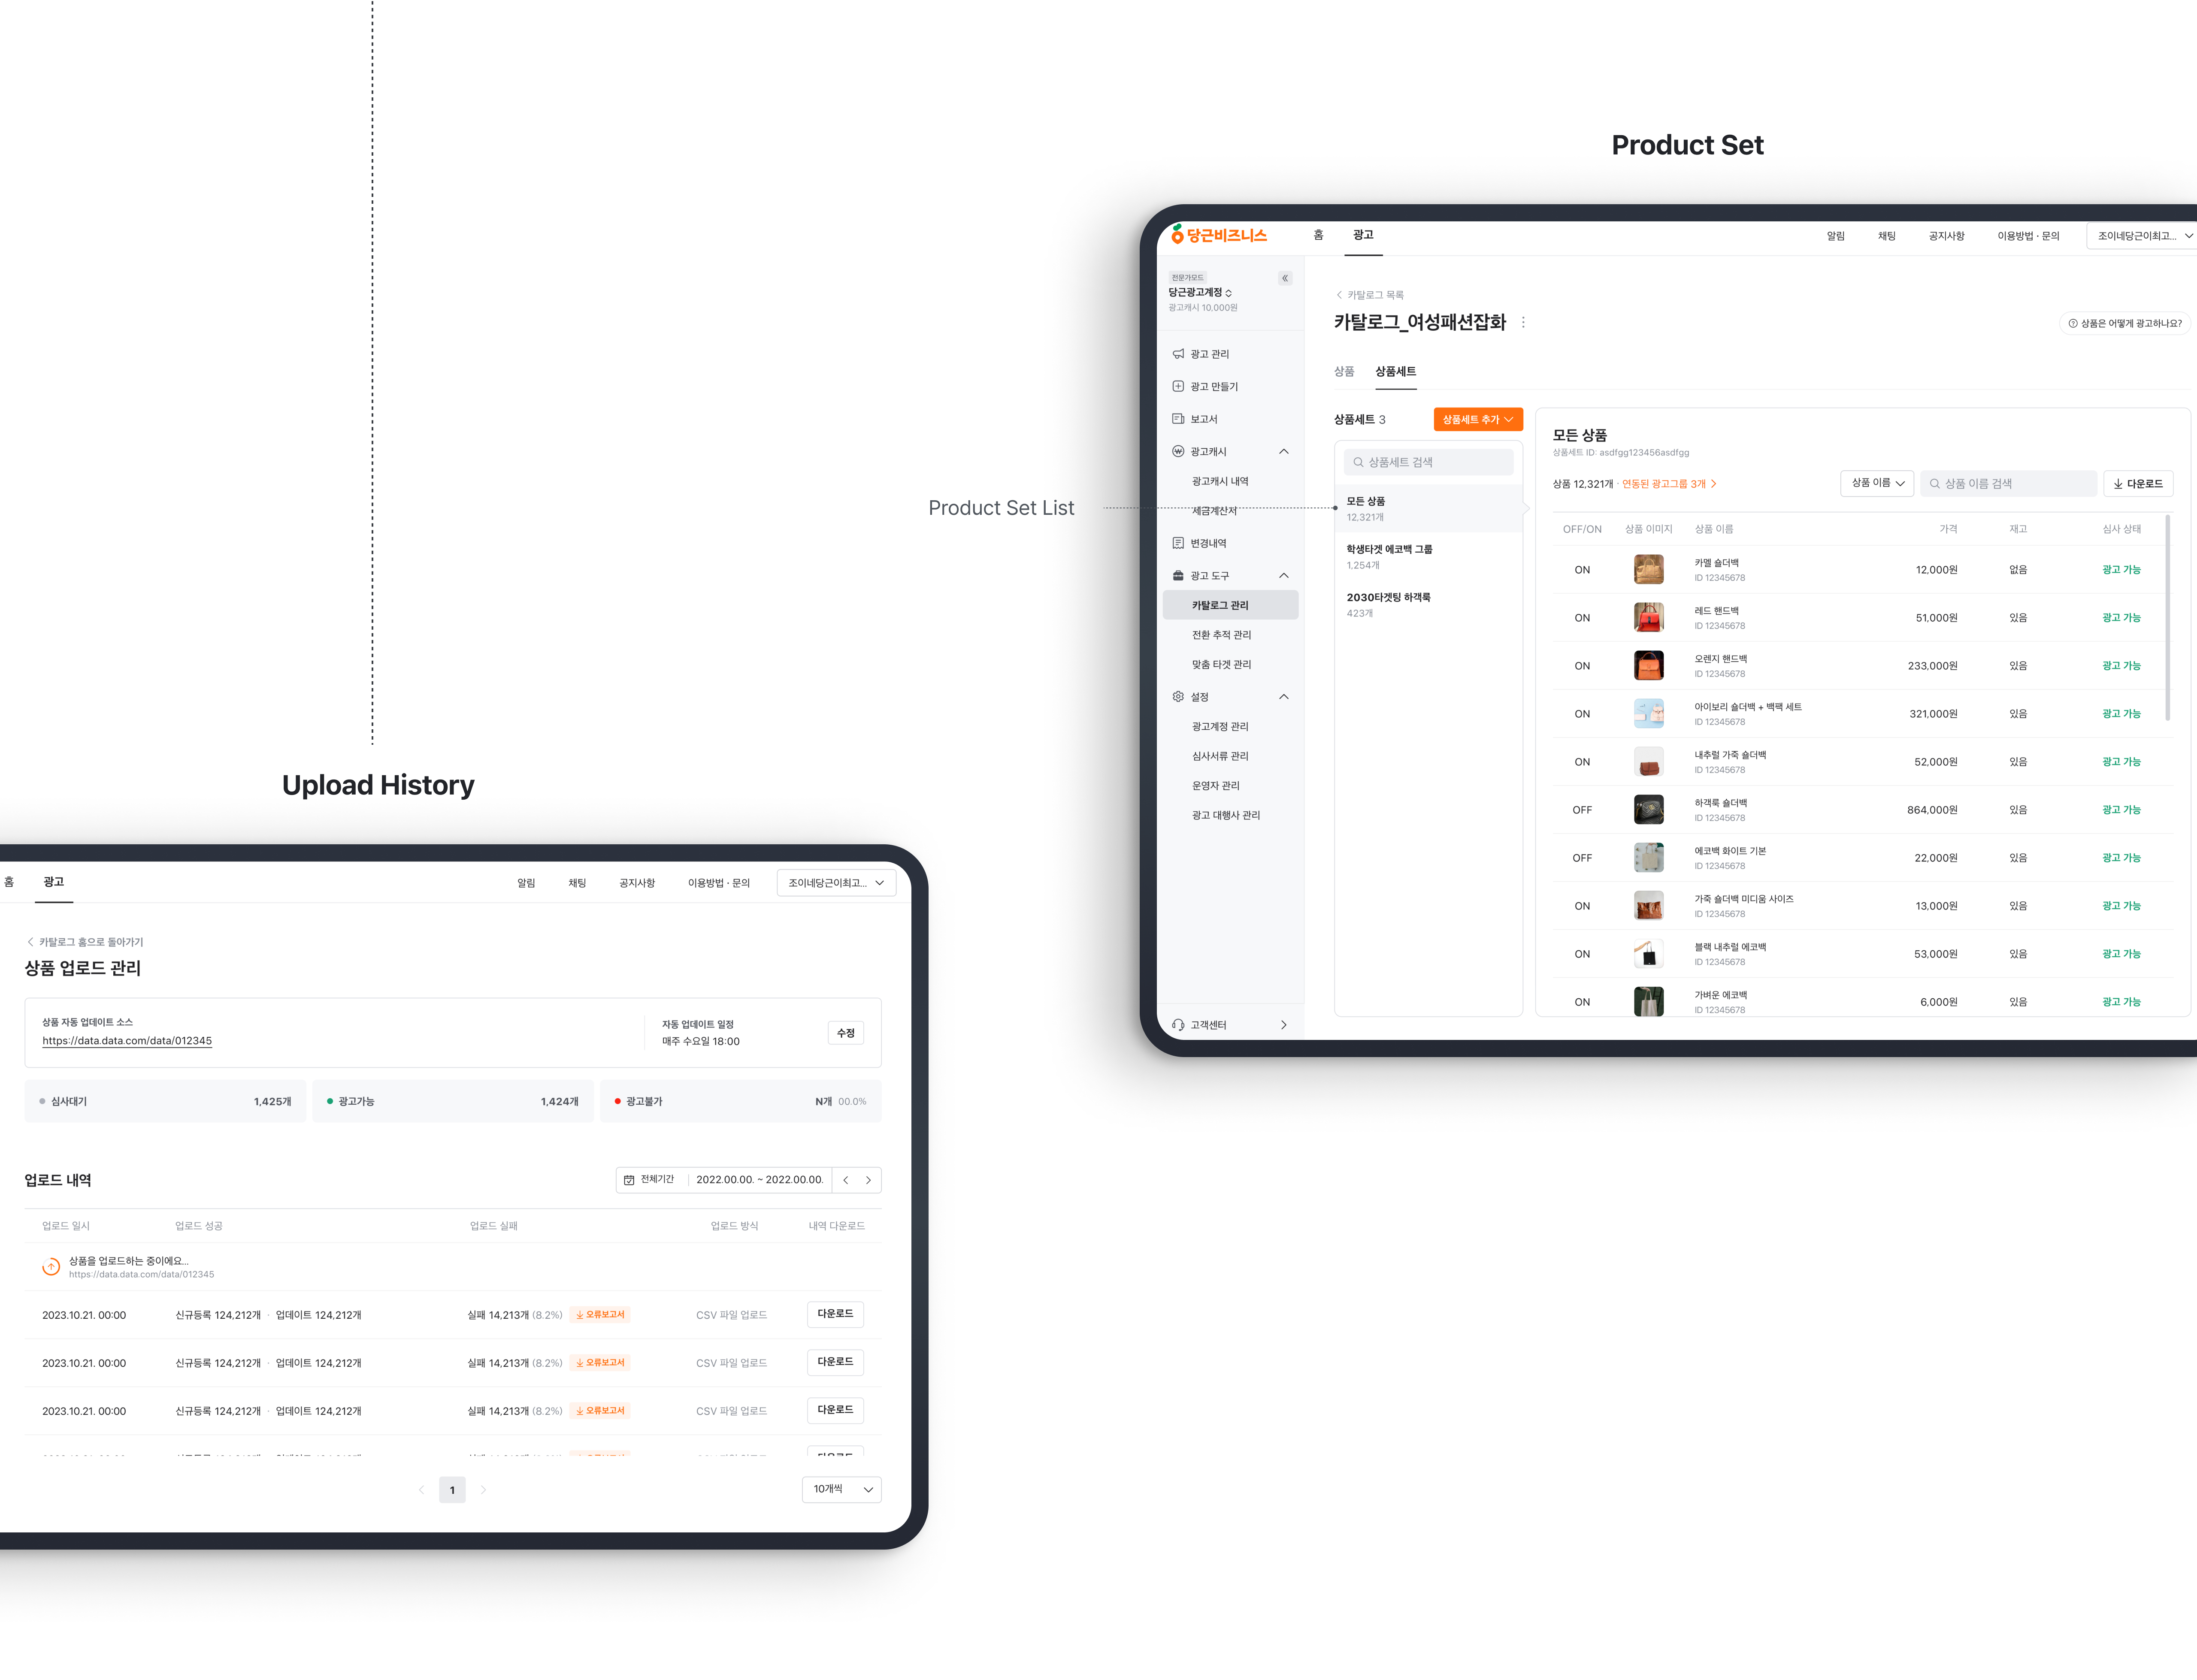 Product Set
당근비즈니스
홈 광고
알림 채팅 공지사항 이용방법 · 문의 조이네당근이최고...
전문가모드
당근광고계정
광고캐시 10,000원
광고 관리
광고 만들기
보고서
광고캐시
광고캐시 내역
세금계산서
변경내역
광고 도구
카탈로그 관리
전환 추적 관리
맞춤 타겟 관리
설정
광고계정 관리
심사서류 관리
운영자 관리
광고 대행사 관리
고객센터
카탈로그 목록
카탈로그_여성패션잡화
상품은 어떻게 광고하나요?
상품 상품세트
상품세트 3
상품세트 추가
상품세트 검색
Product Set List
모든 상품
12,321개
학생타겟 에코백 그룹
1,254개
2030타겟팅 하객룩
423개
모든 상품
상품세트 ID: asdfgg123456asdfgg
상품 12,321개 · 연동된 광고그룹 3개
상품 이름
상품 이름 검색
다운로드
OFF/ON 상품 이미지 상품 이름 가격 재고 심사 상태
ON 카멜 숄더백 12,000원 없음 광고 가능
ID 12345678
ON 레드 핸드백 51,000원 있음 광고 가능
ID 12345678
ON 오렌지 핸드백 233,000원 있음 광고 가능
ID 12345678
ON 아이보리 숄더백 + 백팩 세트 321,000원 있음 광고 가능
ID 12345678
ON 내추럴 가죽 숄더백 52,000원 있음 광고 가능
ID 12345678
OFF 하객룩 숄더백 864,000원 있음 광고 가능
ID 12345678
OFF 에코백 화이트 기본 22,000원 있음 광고 가능
ID 12345678
ON 가죽 숄더백 미디움 사이즈 13,000원 있음 광고 가능
ID 12345678
ON 블랙 내추럴 에코백 53,000원 있음 광고 가능
ID 12345678
ON 가벼운 에코백 6,000원 있음 광고 가능
ID 12345678
Upload History
홈 광고
알림 채팅 공지사항 이용방법 · 문의 조이네당근이최고...
카탈로그 홈으로 돌아가기
상품 업로드 관리
상품 자동 업데이트 소스
https://data.data.com/data/012345
자동 업데이트 일정
매주 수요일 18:00
수정
심사대기 1,425개
광고가능 1,424개
광고불가 N개 00.0%
업로드 내역
전체기간 2022.00.00. ~ 2022.00.00.
업로드 일시 업로드 성공 업로드 실패 업로드 방식 내역 다운로드
상품을 업로드하는 중이에요...
https://data.data.com/data/012345
2023.10.21. 00:00 신규등록 124,212개 · 업데이트 124,212개 실패 14,213개 (8.2%) 오류보고서 CSV 파일 업로드 다운로드
2023.10.21. 00:00 신규등록 124,212개 · 업데이트 124,212개 실패 14,213개 (8.2%) 오류보고서 CSV 파일 업로드 다운로드
2023.10.21. 00:00 신규등록 124,212개 · 업데이트 124,212개 실패 14,213개 (8.2%) 오류보고서 CSV 파일 업로드 다운로드
1
10개씩